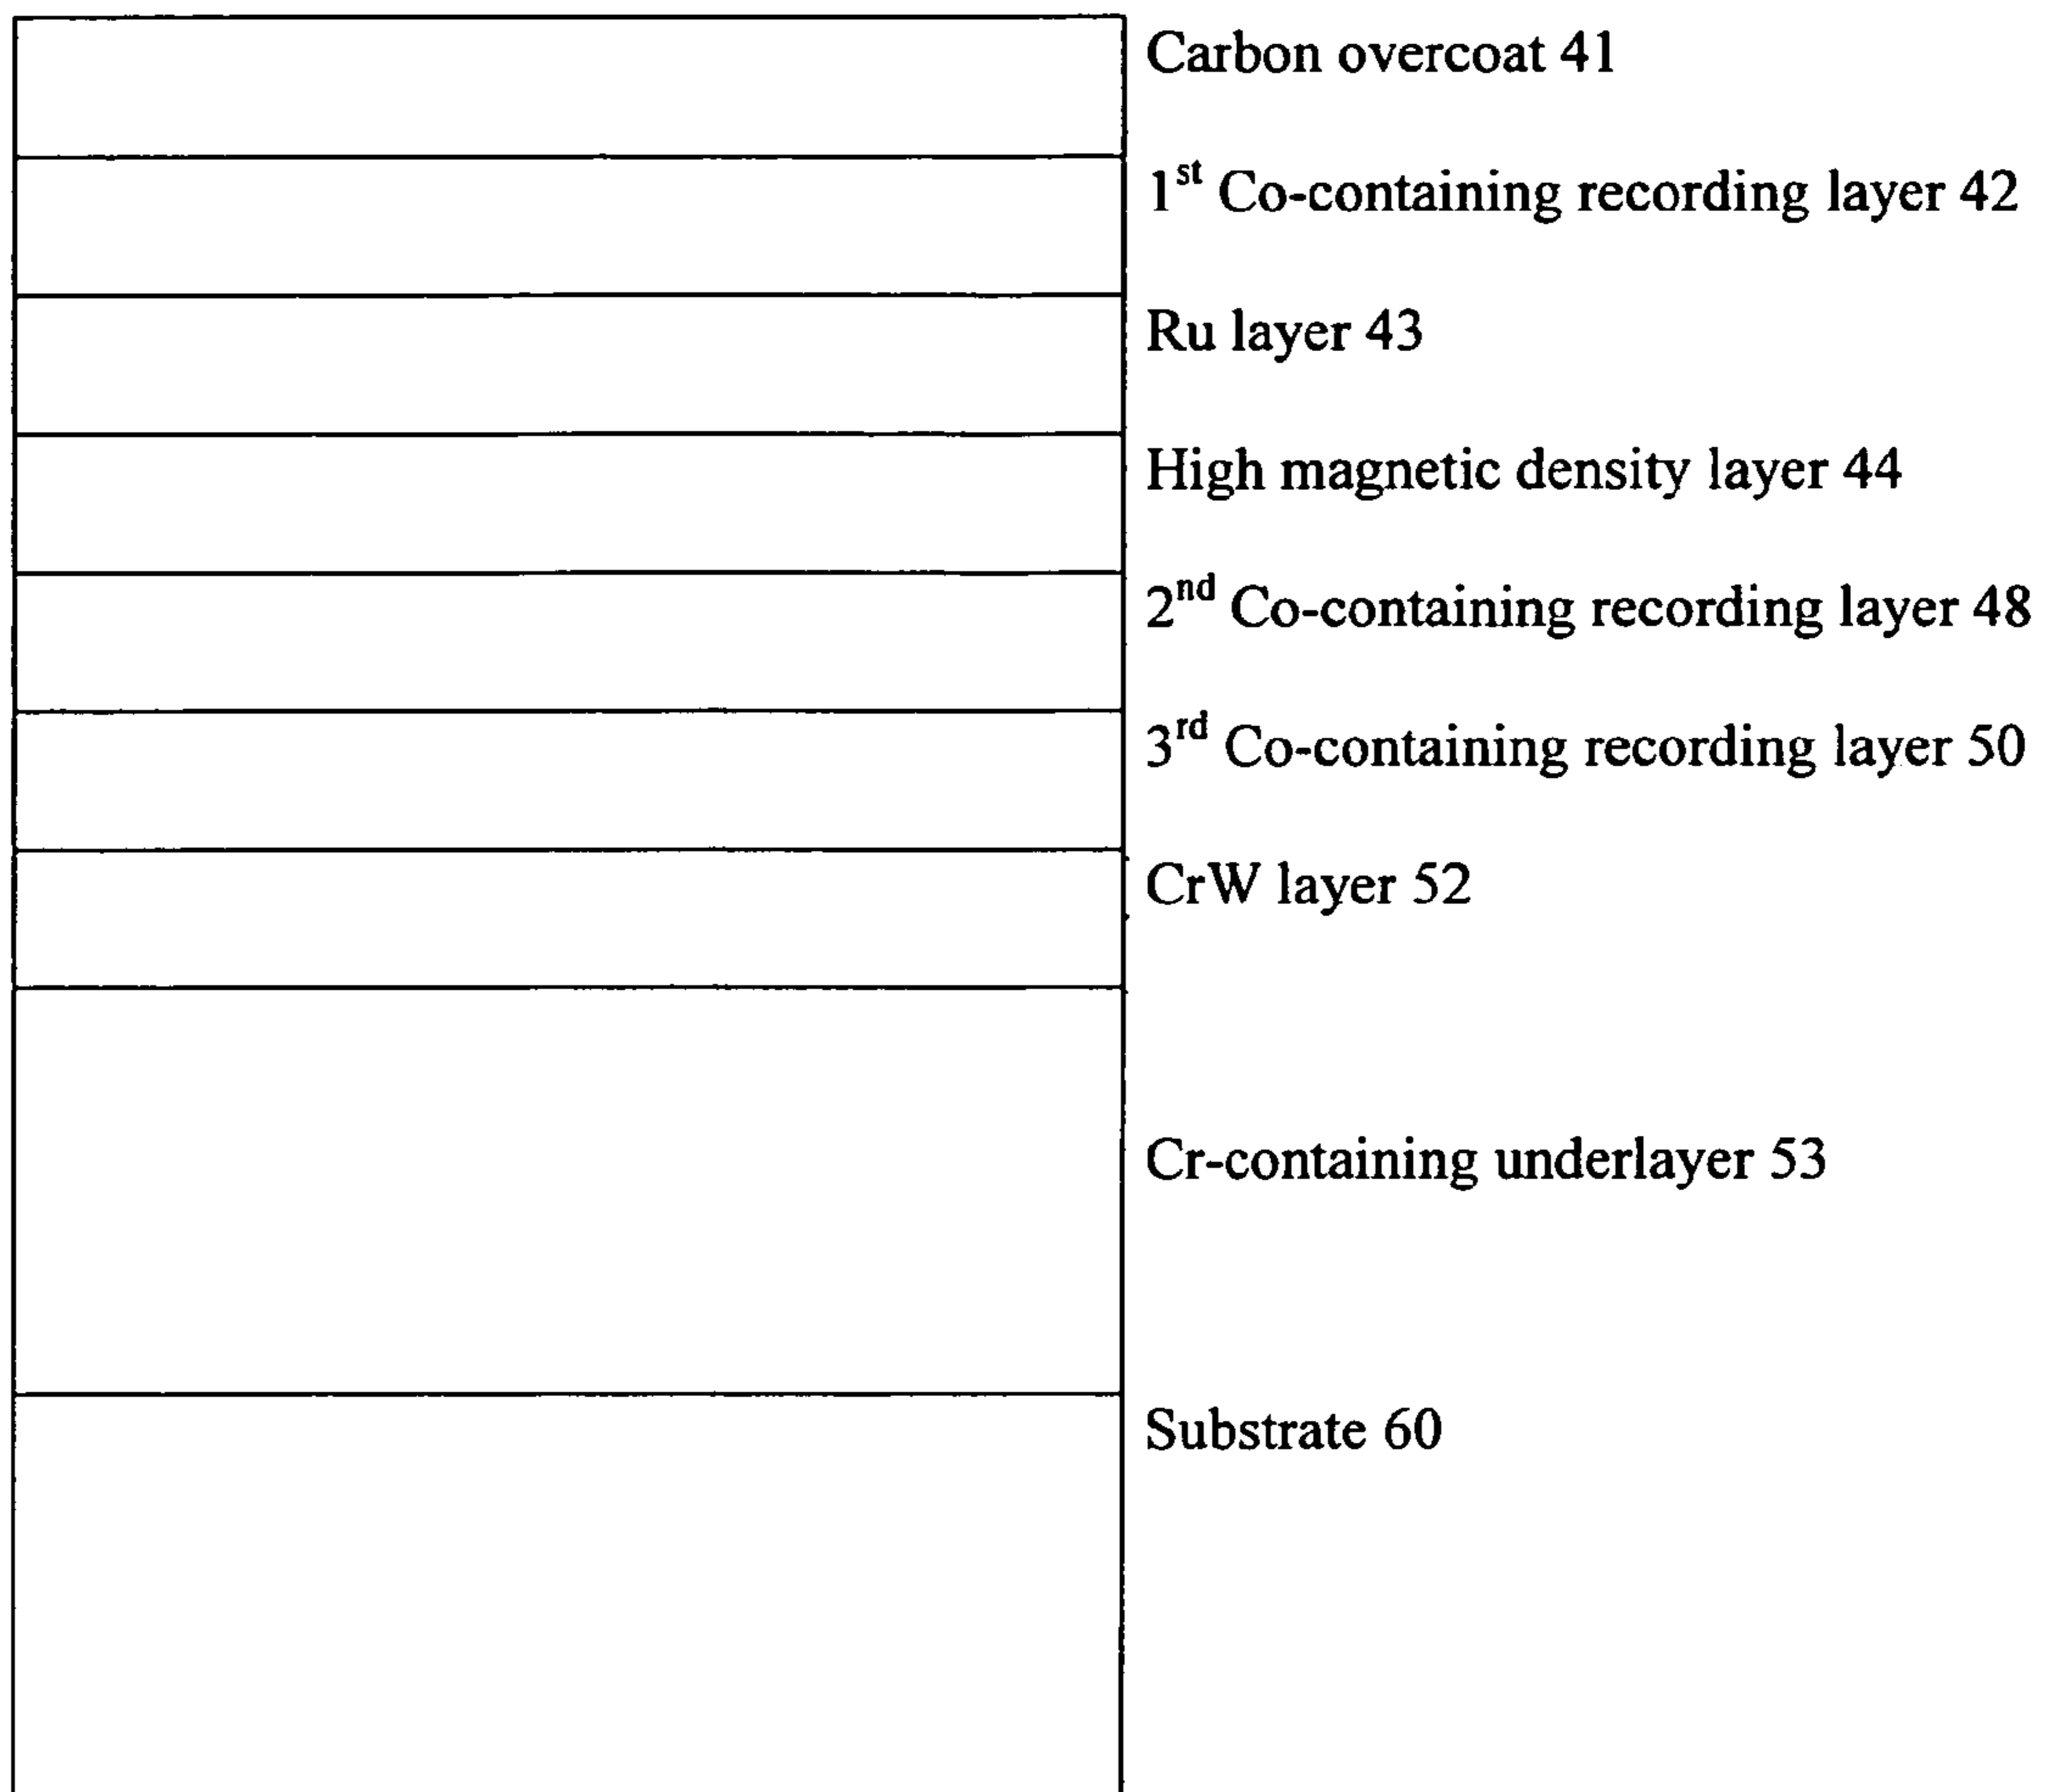 Carbon overcoat 41
1st Co-containing recording layer 42
Ru layer 43
High magnetic density layer 44
2nd Co-containing recording layer 48
3rd Co-containing recording layer 50
CrW layer 52
Cr-containing underlayer 53
Substrate 60